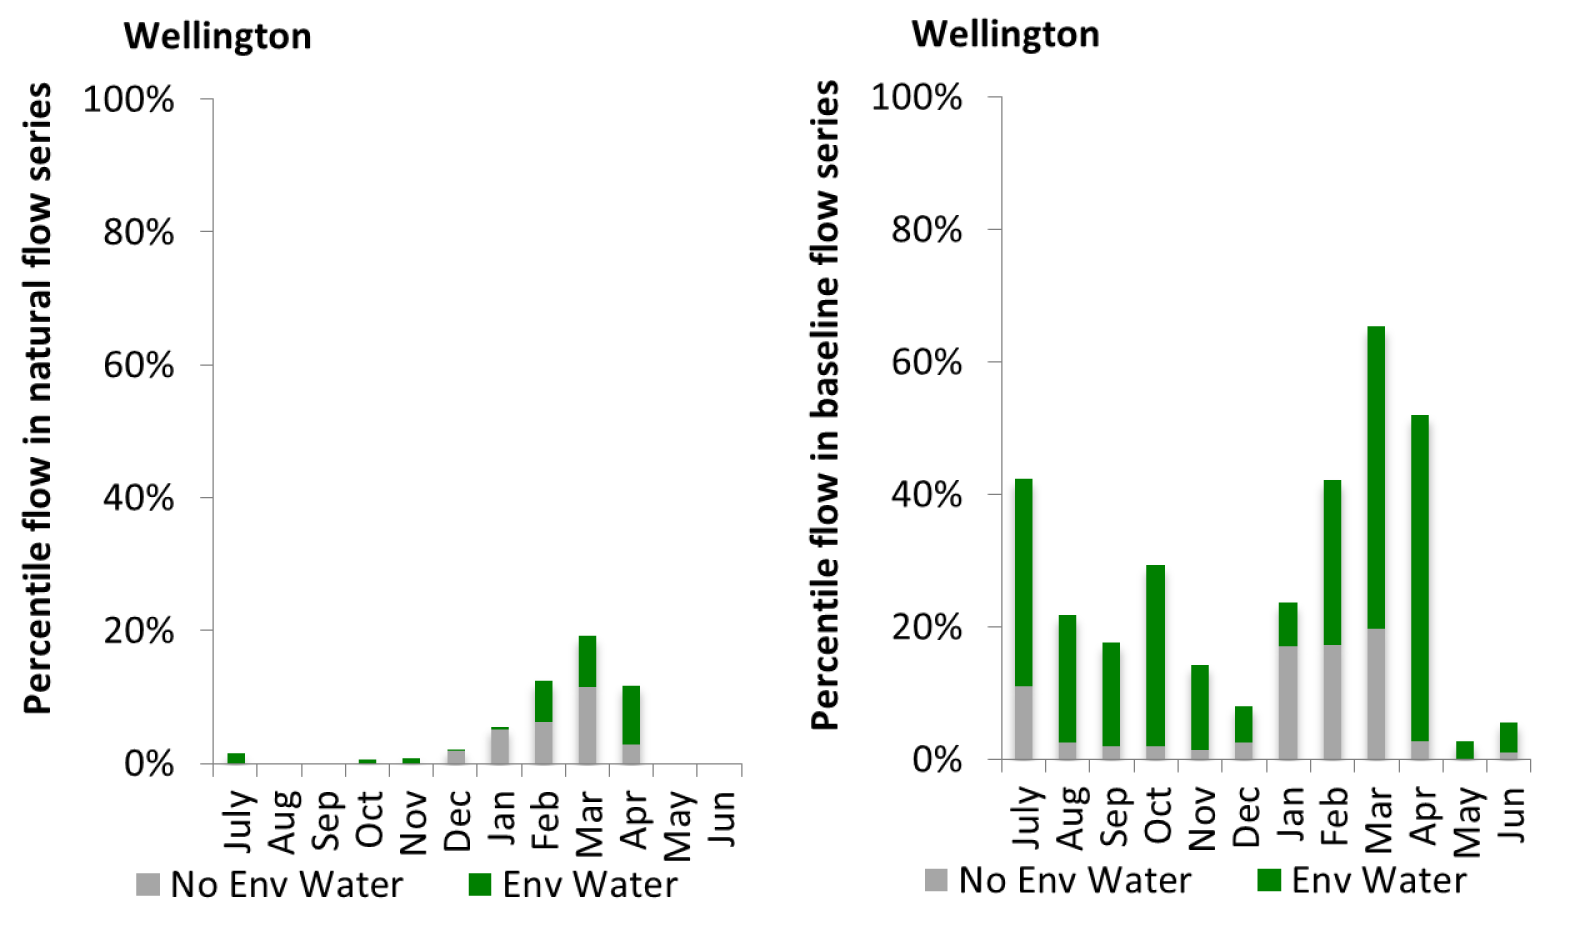 Wellington
Percentile flow in natural flow series
100%
80%
60%
40%
20%
0%
July
Aug
Sep
Oct
Nov
Dec
Jan
Feb
Mar
Apr
May
Jun
No Env Water
Env Water
Wellington
Percentile flow in baseline flow series
100%
80%
60%
40%
20%
0%
July
Aug
Sep
Oct
Nov
Dec
Jan
Feb
Mar
Apr
May
Jun
No Env Water
Env Water